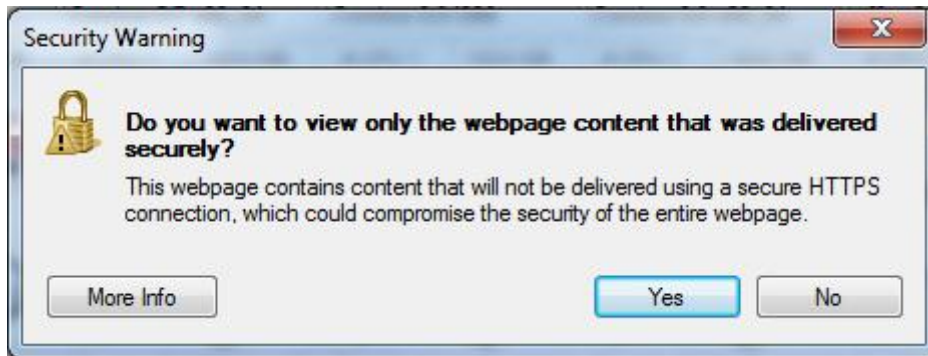 Security Warning
Do you want to view only the webpage content that was delivered
securely?
This webpage contains content that will not be delivered using a secure HTTPS
connection, which could compromise the security of the entire webpage.
More Info
Yes
No